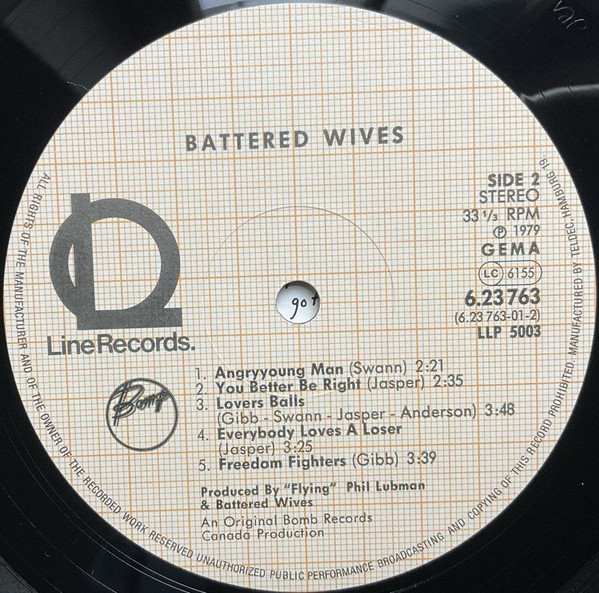 BATTERED WIVES
SIDE 2
STEREO
33 1/3 RPM
Ⓟ 1979
GEMA
LC 6155
6.23763
(6.23 763-01-2)
LLP 5003
LineRecords.
Bomb
1. Angryyoung Man (Swann) 2:21
2. You Better Be Right (Jasper) 2:35
3. Lovers Balls
(Gibb - Swann - Jasper - Anderson) 3:48
4. Everybody Loves A Loser
(Jasper) 3:25
5. Freedom Fighters (Gibb) 3:39
Produced By "Flying" Phil Lubman
& Battered Wives
An Original Bomb Records
Canada Production
ALL RIGHTS OF THE MANUFACTURER AND OF THE OWNER OF THE RECORDED WORK RESERVED UNAUTHORIZED PUBLIC PERFORMANCE BROADCASTING AND COPYING OF THIS RECORD PROHIBITED MANUFACTURED BY TELDEC, HAMBURG 19.